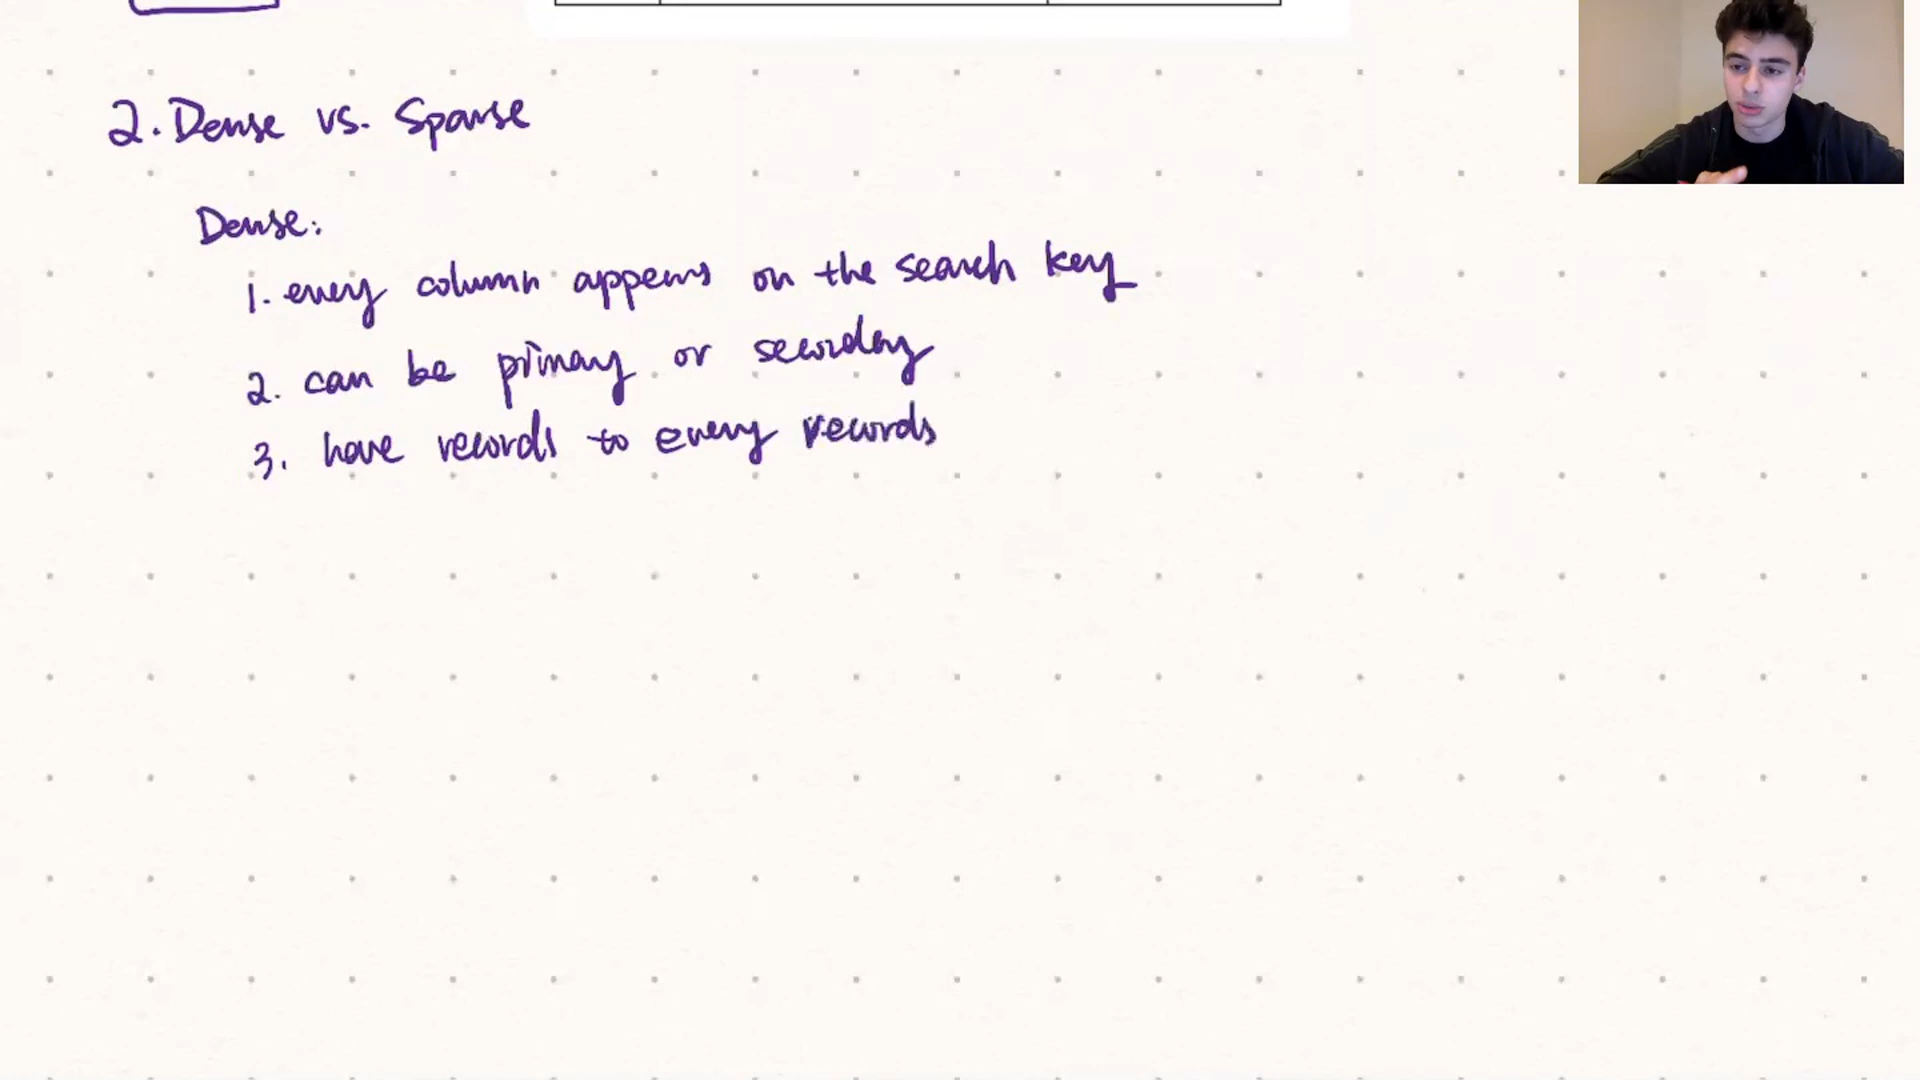 2. Dense vs. Sparse
Dense:
1. every column appears on the search key
2. can be primary or secondary
3. have records to every records